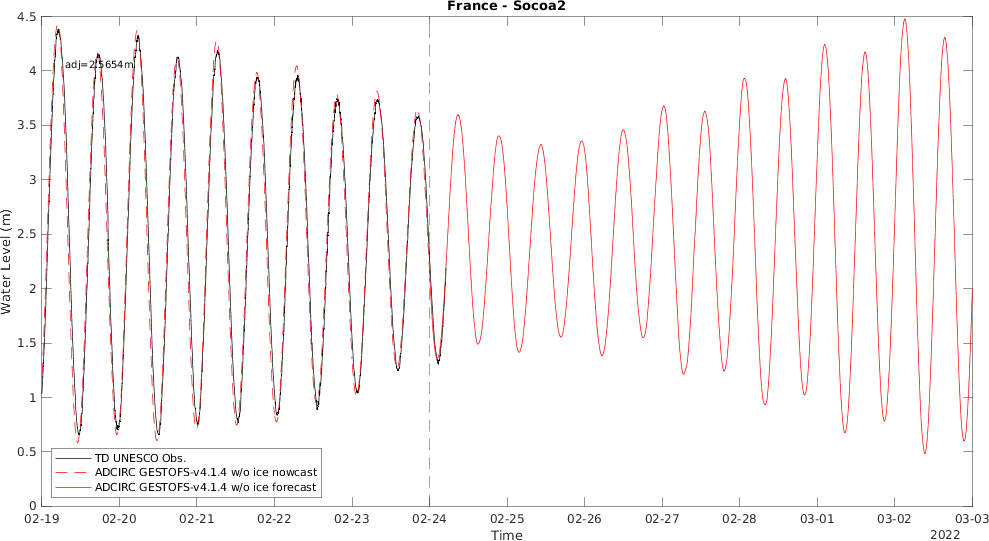 France - Socoa2
4.5
4
3.5
3
2.5
2
1.5
1
0.5
0
Water Level (m)
adj=2.5654m
TD UNESCO Obs.
ADCIRC GESTOFS-v4.1.4 w/o ice nowcast
ADCIRC GESTOFS-v4.1.4 w/o ice forecast
02-19 02-20 02-21 02-22 02-23 02-24 02-25 02-26 02-27 02-28 03-01 03-02 03-03
Time
2022